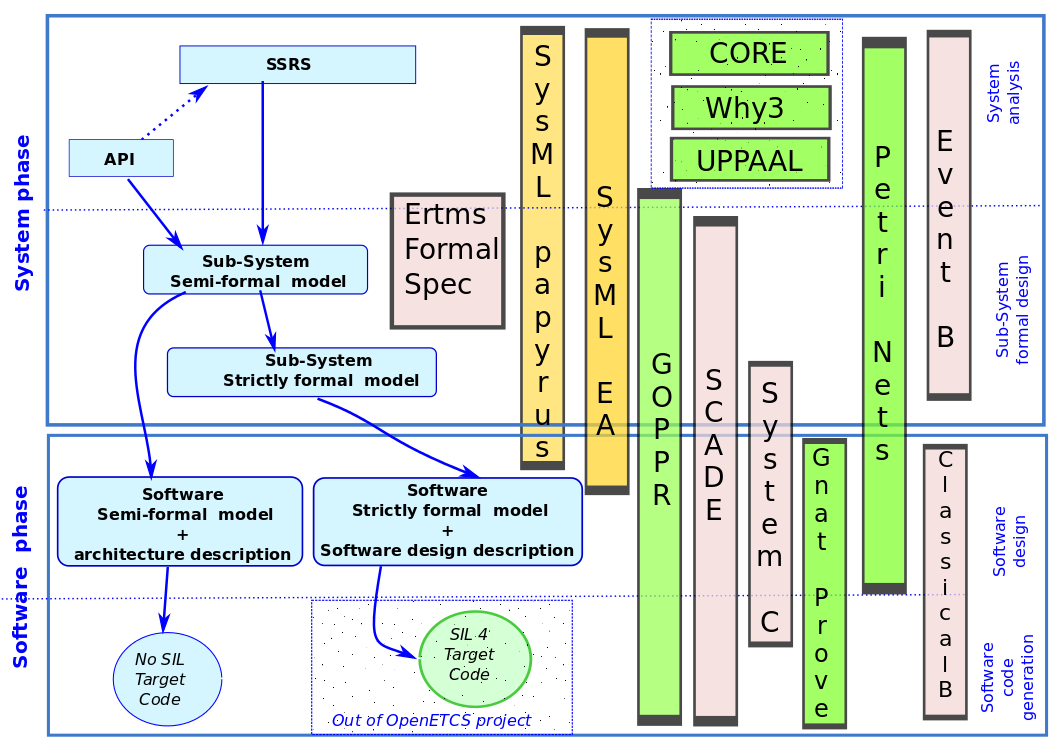 System phase
Software phase
SSRS
API
Sub-System
Semi-formal model
Sub-System
Strictly formal model
Software
Semi-formal model
+
architecture description
Software
Strictly formal model
+
Software design description
No SIL
Target
Code
SIL 4
Target
Code
Out of OpenETCS project
Ertms
Formal
Spec
SysML papyrus
SysML EA
CORE
Why3
UPPAAL
GOPPR
SCADE
System C
Gnat Prove
Petri Nets
Event B
ClassicalB
System
analysis
Sub-System
formal design
Software
design
Software
code
generation